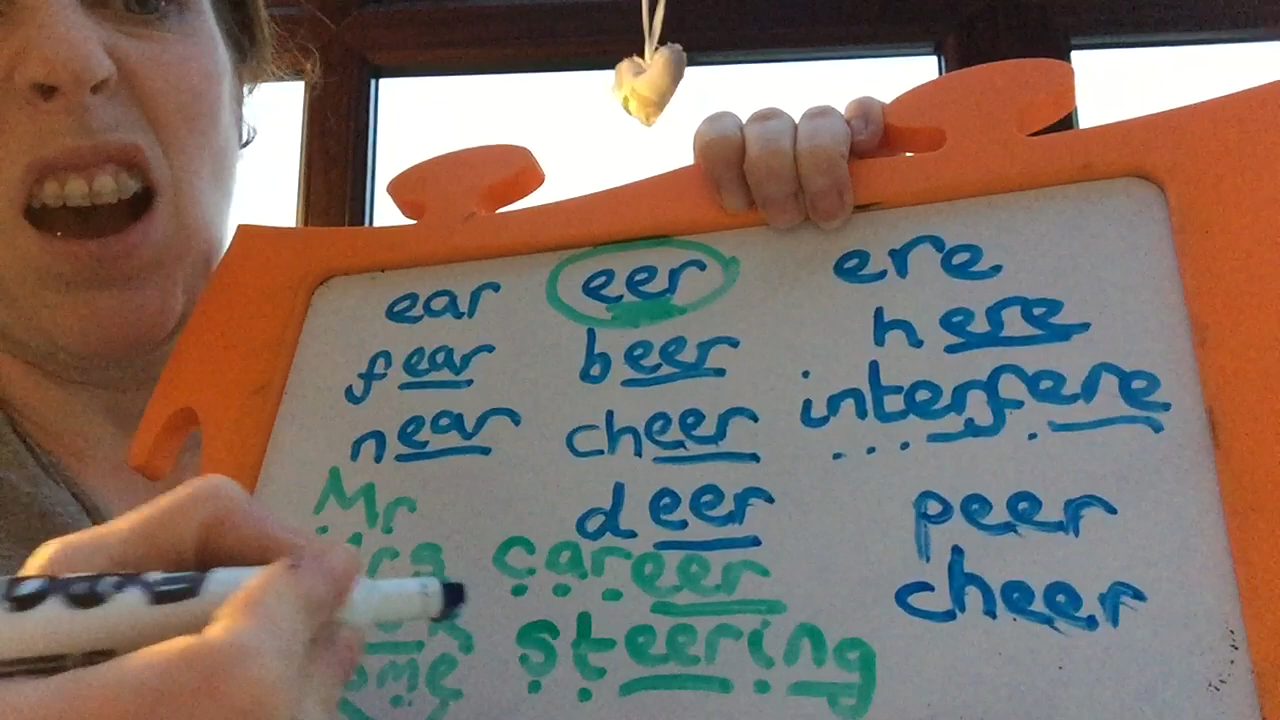 ear eer ere
fear beer here
near cheer interfere
Mr deer peer
career cheer
steering